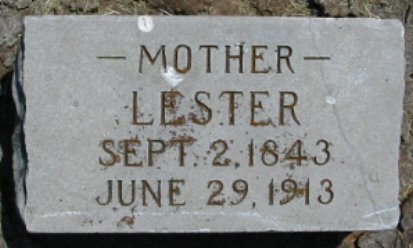 — MOTHER —
LESTER
SEPT. 2, 1843
JUNE 29, 1913